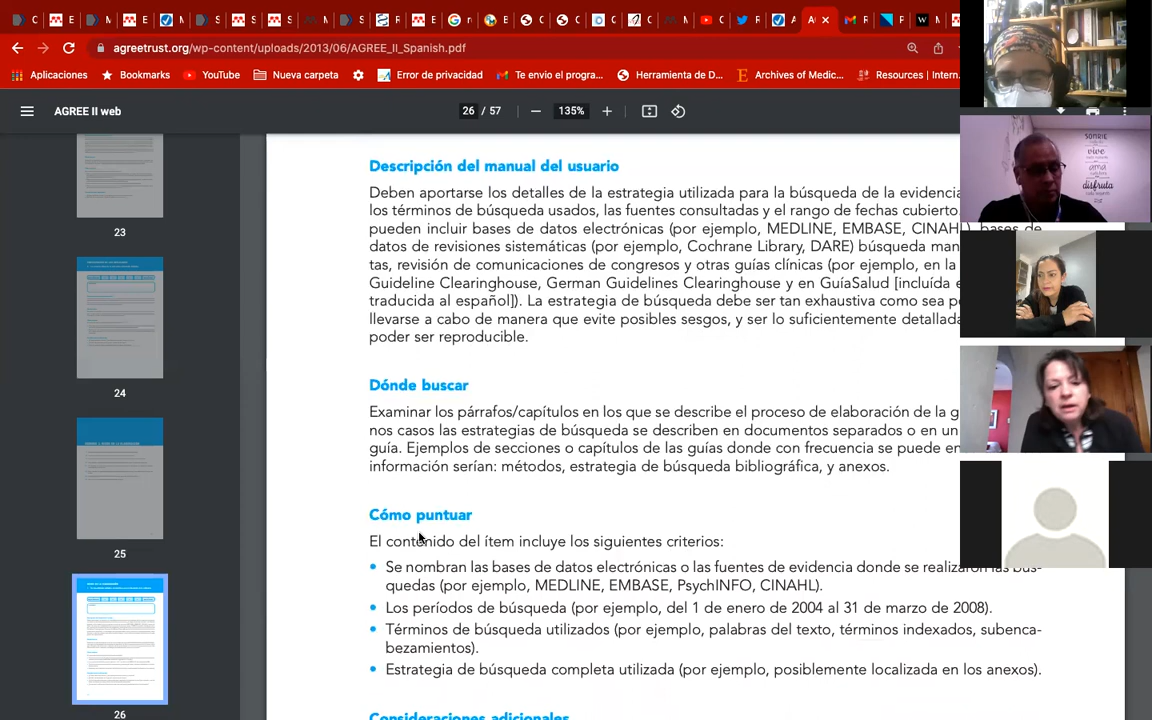 agreetrust.org/wp-content/uploads/2013/06/AGREE_II_Spanish.pdf
Aplicaciones Bookmarks YouTube Nueva carpeta Error de privacidad Te envio el progra... Herramienta de D... Archives of Medic... Resources | Intern...
AGREE II web
26 / 57
135%
23
24
25
26
Descripción del manual del usuario
Deben aportarse los detalles de la estrategia utilizada para la búsqueda de la evidencia
los términos de búsqueda usados, las fuentes consultadas y el rango de fechas cubierto.
pueden incluir bases de datos electrónicas (por ejemplo, MEDLINE, EMBASE, CINAHL), bases de
datos de revisiones sistemáticas (por ejemplo, Cochrane Library, DARE) búsqueda man
tas, revisión de comunicaciones de congresos y otras guías clínicas (por ejemplo, en la
Guideline Clearinghouse, German Guidelines Clearinghouse y en GuíaSalud [incluída e
traducida al español]). La estrategia de búsqueda debe ser tan exhaustiva como sea p
llevarse a cabo de manera que evite posibles sesgos, y ser lo suficientemente detallada
poder ser reproducible.
Dónde buscar
Examinar los párrafos/capítulos en los que se describe el proceso de elaboración de la g
nos casos las estrategias de búsqueda se describen en documentos separados o en un
guía. Ejemplos de secciones o capítulos de las guías donde con frecuencia se puede en
información serían: métodos, estrategia de búsqueda bibliográfica, y anexos.
Cómo puntuar
El contenido del ítem incluye los siguientes criterios:
• Se nombran las bases de datos electrónicas o las fuentes de evidencia donde se realizaron las bús-
quedas (por ejemplo, MEDLINE, EMBASE, PsychINFO, CINAHL).
• Los períodos de búsqueda (por ejemplo, del 1 de enero de 2004 al 31 de marzo de 2008).
• Términos de búsqueda utilizados (por ejemplo, palabras del texto, términos indexados, subenca-
bezamientos).
• Estrategia de búsqueda completa utilizada (por ejemplo, posiblemente localizada en los anexos).
Consideraciones adicionales
SONRIE
vive
ama
disfruta